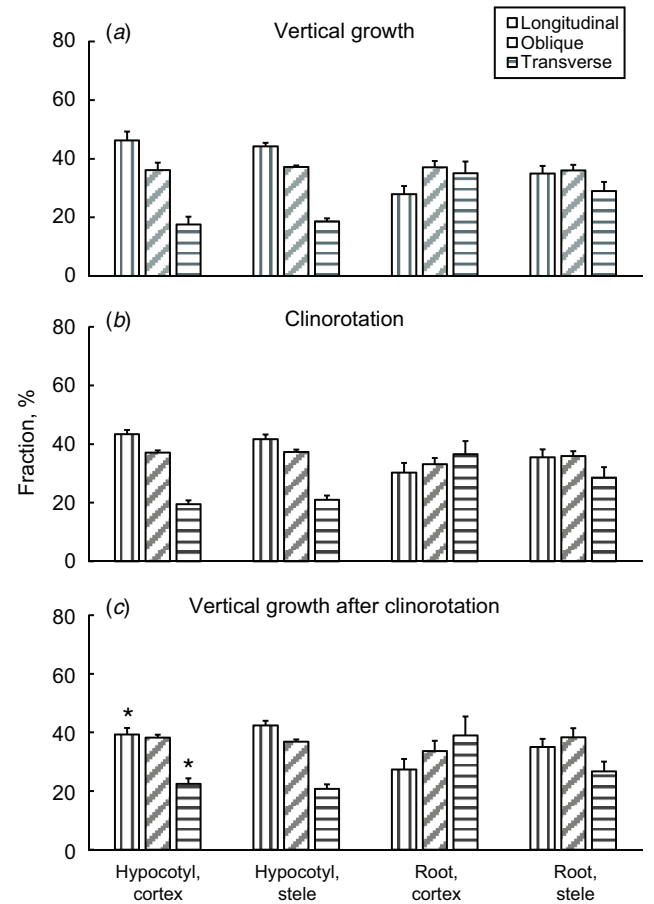 (a) Vertical growth
Longitudinal
Oblique
Transverse
80
60
40
20
0
(b) Clinorotation
80
60
40
20
0
Fraction, %
(c) Vertical growth after clinorotation
80
60
40
20
0
*
*
Hypocotyl,
cortex
Hypocotyl,
stele
Root,
cortex
Root,
stele